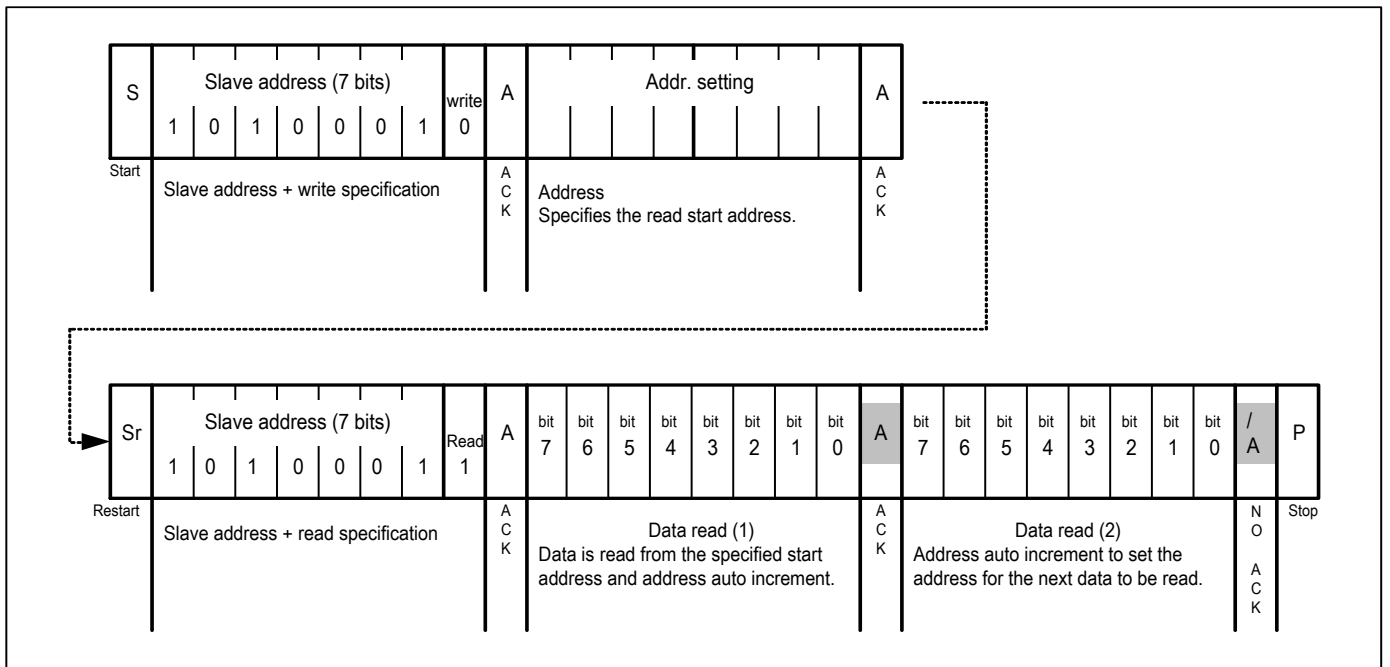 S Slave address (7 bits) write A Addr. setting A
1 0 1 0 0 0 1 0
Start
Slave address + write specification
A C K
Address
Specifies the read start address.
A C K
Sr Slave address (7 bits) Read A bit 7 bit 6 bit 5 bit 4 bit 3 bit 2 bit 1 bit 0 A bit 7 bit 6 bit 5 bit 4 bit 3 bit 2 bit 1 bit 0 / A P
1 0 1 0 0 0 1 1
Restart
Slave address + read specification
A C K
Data read (1)
Data is read from the specified start
address and address auto increment.
A C K
Data read (2)
Address auto increment to set the
address for the next data to be read.
N O A C K
Stop